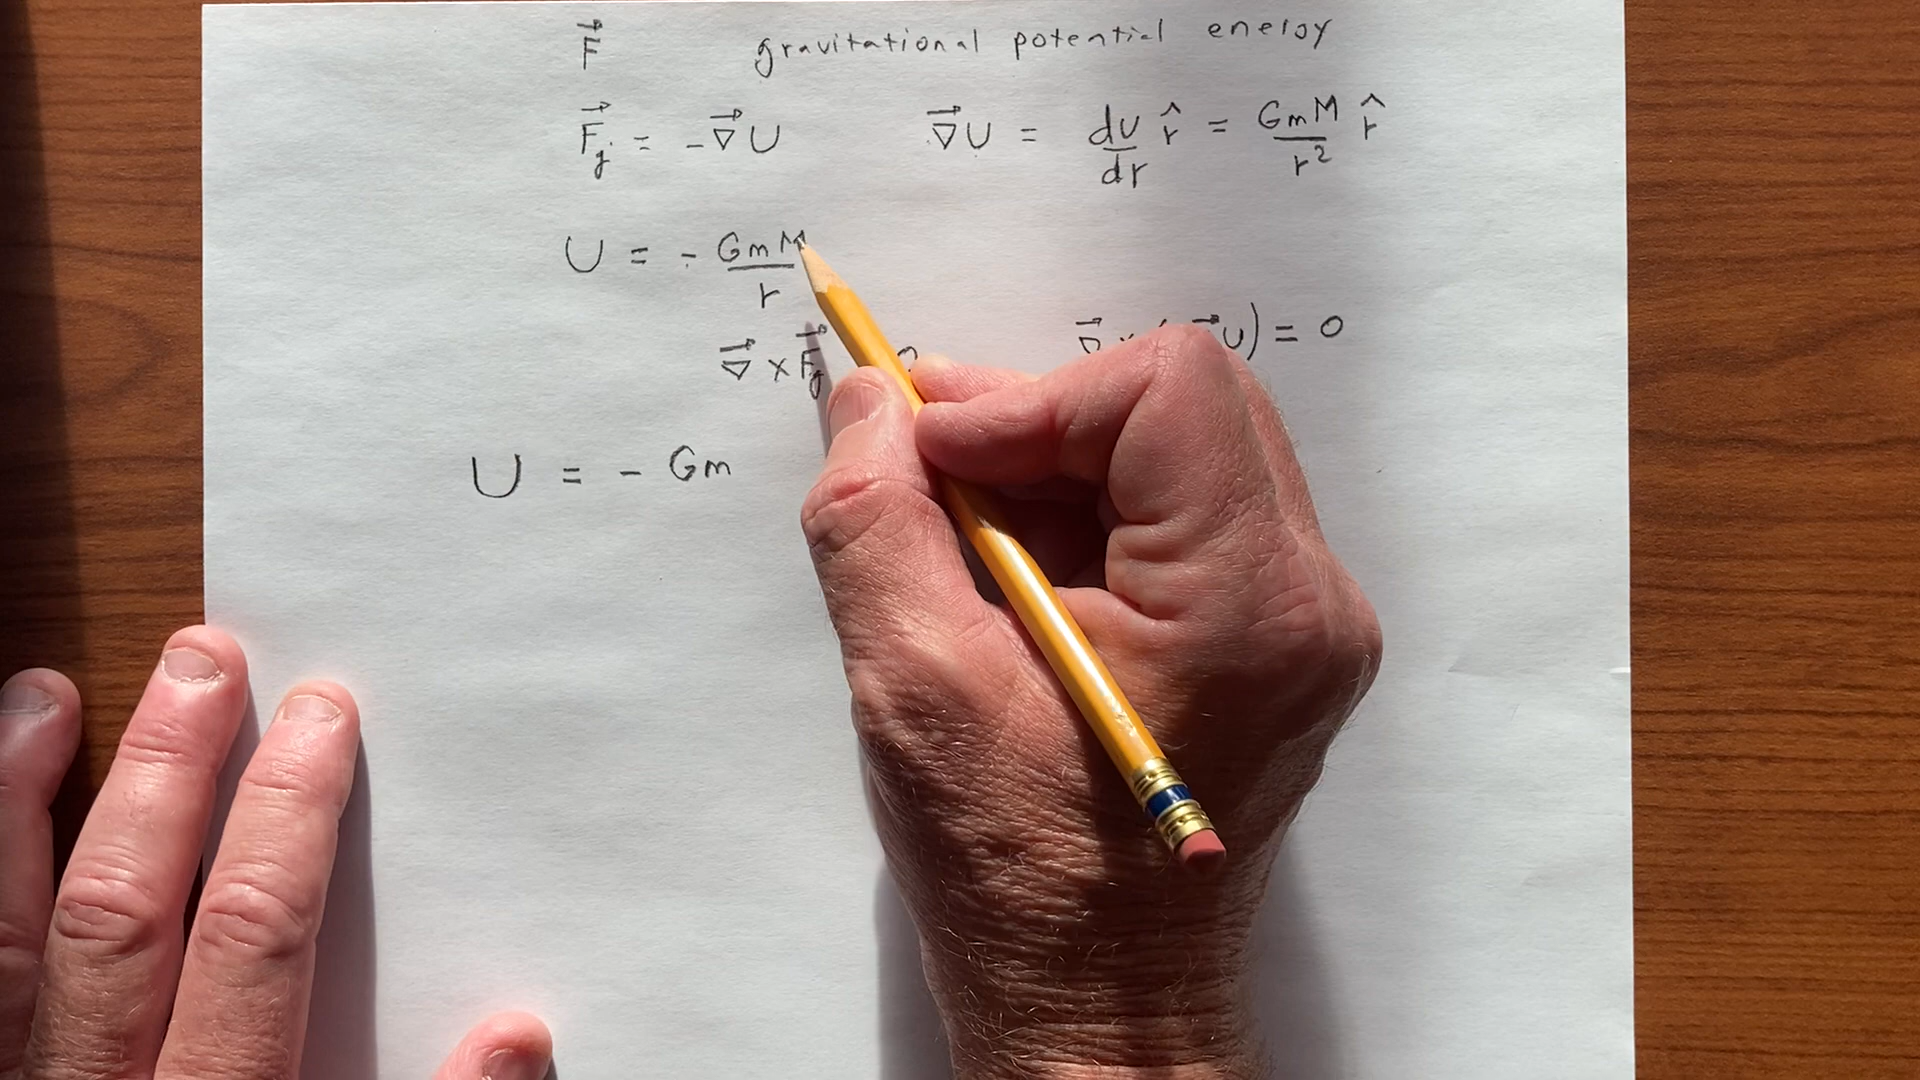 F⃗ gravitational potential energy
F⃗g = -∇⃗U ∇⃗U = dU/dr r̂ = GmM/r² r̂
U = - GmM/r
∇⃗ × F⃗g U) = 0
U = - Gm